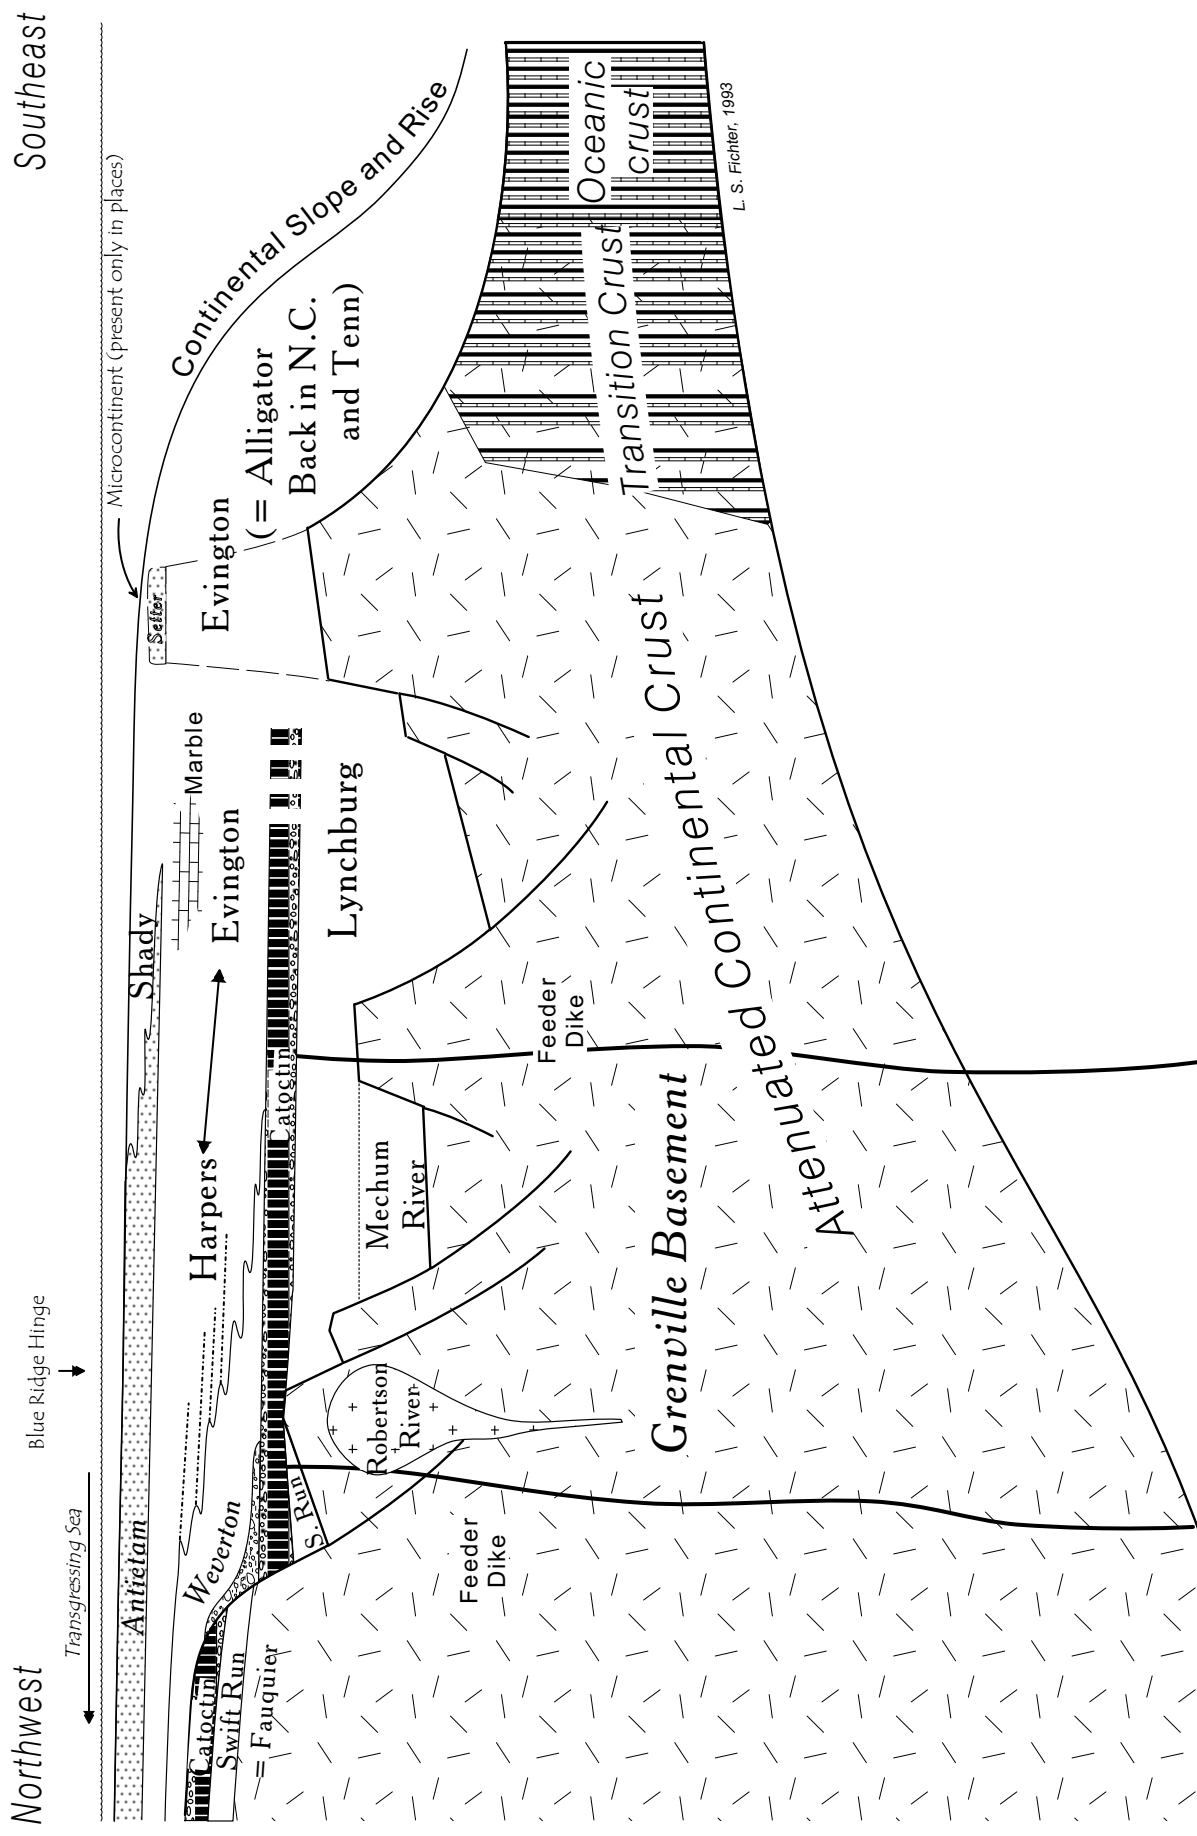 Northwest
Southeast
Blue Ridge Hinge
Transgressing Sea
Microcontinent (present only in places)
Continental Slope and Rise
Antietam
Shady
Harpers
Evington
Marble
Weverton
Catoctin
Swift Run
= Fauquier
S. Run
Catoctin
Lynchburg
Evington
(= Alligator
Back in N.C.
and Tenn)
Robertson
River
Mechum
River
Feeder
Dike
Feeder
Dike
Grenville Basement
Attenuated Continental Crust
Transition Crust
Oceanic
crust
L. S. Fichter, 1993